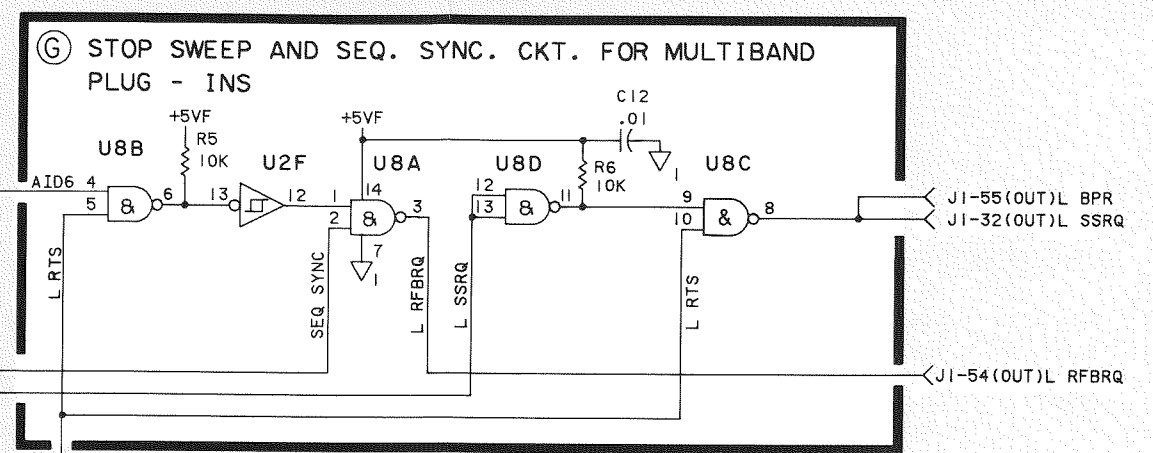 G STOP SWEEP AND SEQ. SYNC. CKT. FOR MULTIBAND
PLUG - INS
C12
.01
+5VF
+5VF
R5
10K
U8B
U2F
U8A
U8D
R6
10K
1
U8C
AID6 4
5
&
6
13
12
1
2
14
&
3
7
1
12
13
&
11
9
10
&
8
J1-55(OUT)L BPR
J1-32(OUT)L SSRQ
L RTS
SEQ SYNC
L RFBRQ
L SSRQ
L RTS
J1-54(OUT)L RFBRQ